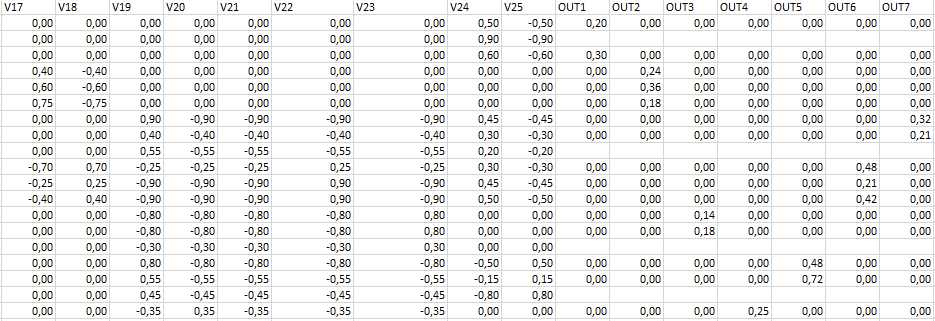 V17 V18 V19 V20 V21 V22 V23 V24 V25 OUT1 OUT2 OUT3 OUT4 OUT5 OUT6 OUT7
0,00 0,00 0,00 0,00 0,00 0,00 0,00 0,50 -0,50 0,20 0,00 0,00 0,00 0,00 0,00 0,00
0,00 0,00 0,00 0,00 0,00 0,00 0,00 0,90 -0,90
0,00 0,00 0,00 0,00 0,00 0,00 0,00 0,60 -0,60 0,30 0,00 0,00 0,00 0,00 0,00 0,00
0,40 -0,40 0,00 0,00 0,00 0,00 0,00 0,00 0,00 0,00 0,24 0,00 0,00 0,00 0,00 0,00
0,60 -0,60 0,00 0,00 0,00 0,00 0,00 0,00 0,00 0,00 0,36 0,00 0,00 0,00 0,00 0,00
0,75 -0,75 0,00 0,00 0,00 0,00 0,00 0,00 0,00 0,00 0,18 0,00 0,00 0,00 0,00 0,00
0,00 0,00 0,90 -0,90 -0,90 -0,90 -0,90 0,45 -0,45 0,00 0,00 0,00 0,00 0,00 0,00 0,32
0,00 0,00 0,40 -0,40 -0,40 -0,40 -0,40 0,30 -0,30 0,00 0,00 0,00 0,00 0,00 0,00 0,21
0,00 0,00 0,55 -0,55 -0,55 -0,55 -0,55 0,20 -0,20
-0,70 0,70 -0,25 -0,25 -0,25 0,25 -0,25 0,30 -0,30 0,00 0,00 0,00 0,00 0,00 0,48 0,00
-0,25 0,25 -0,90 -0,90 -0,90 0,90 -0,90 0,45 -0,45 0,00 0,00 0,00 0,00 0,00 0,21 0,00
-0,40 0,40 -0,90 -0,90 -0,90 0,90 -0,90 0,50 -0,50 0,00 0,00 0,00 0,00 0,00 0,42 0,00
0,00 0,00 -0,80 -0,80 -0,80 -0,80 0,80 0,00 0,00 0,00 0,00 0,14 0,00 0,00 0,00 0,00
0,00 0,00 -0,80 -0,80 -0,80 -0,80 0,80 0,00 0,00 0,00 0,00 0,18 0,00 0,00 0,00 0,00
0,00 0,00 -0,30 -0,30 -0,30 -0,30 0,30 0,00 0,00
0,00 0,00 0,80 -0,80 -0,80 -0,80 -0,80 -0,50 0,50 0,00 0,00 0,00 0,00 0,48 0,00 0,00
0,00 0,00 0,55 -0,55 -0,55 -0,55 -0,55 -0,15 0,15 0,00 0,00 0,00 0,00 0,72 0,00 0,00
0,00 0,00 0,45 -0,45 -0,45 -0,45 -0,45 -0,80 0,80
0,00 0,00 -0,35 0,35 -0,35 -0,35 -0,35 0,00 0,00 0,00 0,00 0,00 0,25 0,00 0,00 0,00